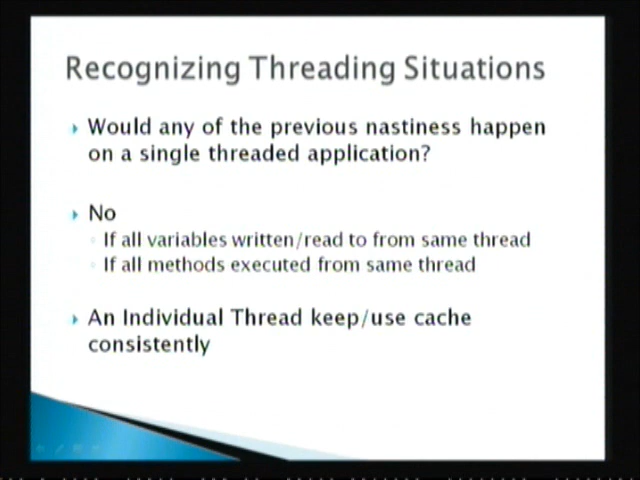 Recognizing Threading Situations
Would any of the previous nastiness happen
on a single threaded application?
No
If all variables written/read to from same thread
If all methods executed from same thread
An Individual Thread keep/use cache
consistently